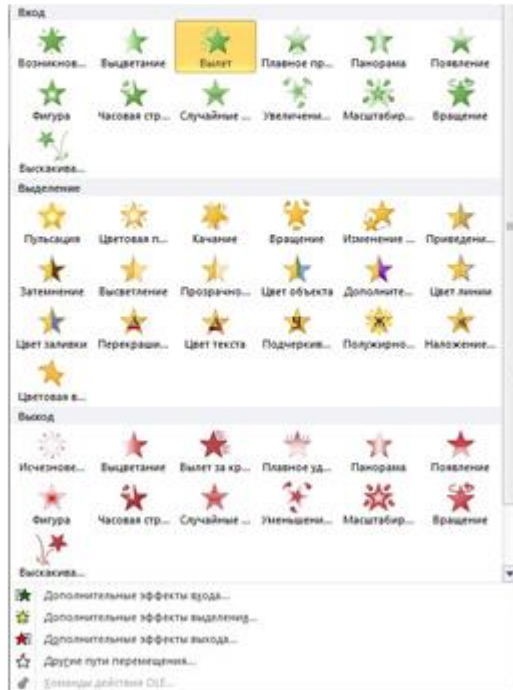 Вход
Возникнов... Выцветание Вылет Плавное пр... Панорама Появление
Фигура Часовая стр... Случайные ... Увеличени... Масштабир... Вращение
Выскакива...
Выделение
Пульсация Цветовая п... Качание Вращение Изменение ... Приведени...
Затемнение Высветление Прозрачно... Цвет объекта Дополните... Цвет линии
Цвет заливки Перекраши... Цвет текста Подчеркив... Полужирно... Наложение...
Цветовая в...
Выход
Исчезнове... Выцветание Вылет за кр... Плавное уд... Панорама Появление
Фигура Часовая стр... Случайные ... Уменьшени... Масштабир... Вращение
Выскакива...
Дополнительные эффекты входа...
Дополнительные эффекты выделения...
Дополнительные эффекты выхода...
Другие пути перемещения...
Команды действия OLE...